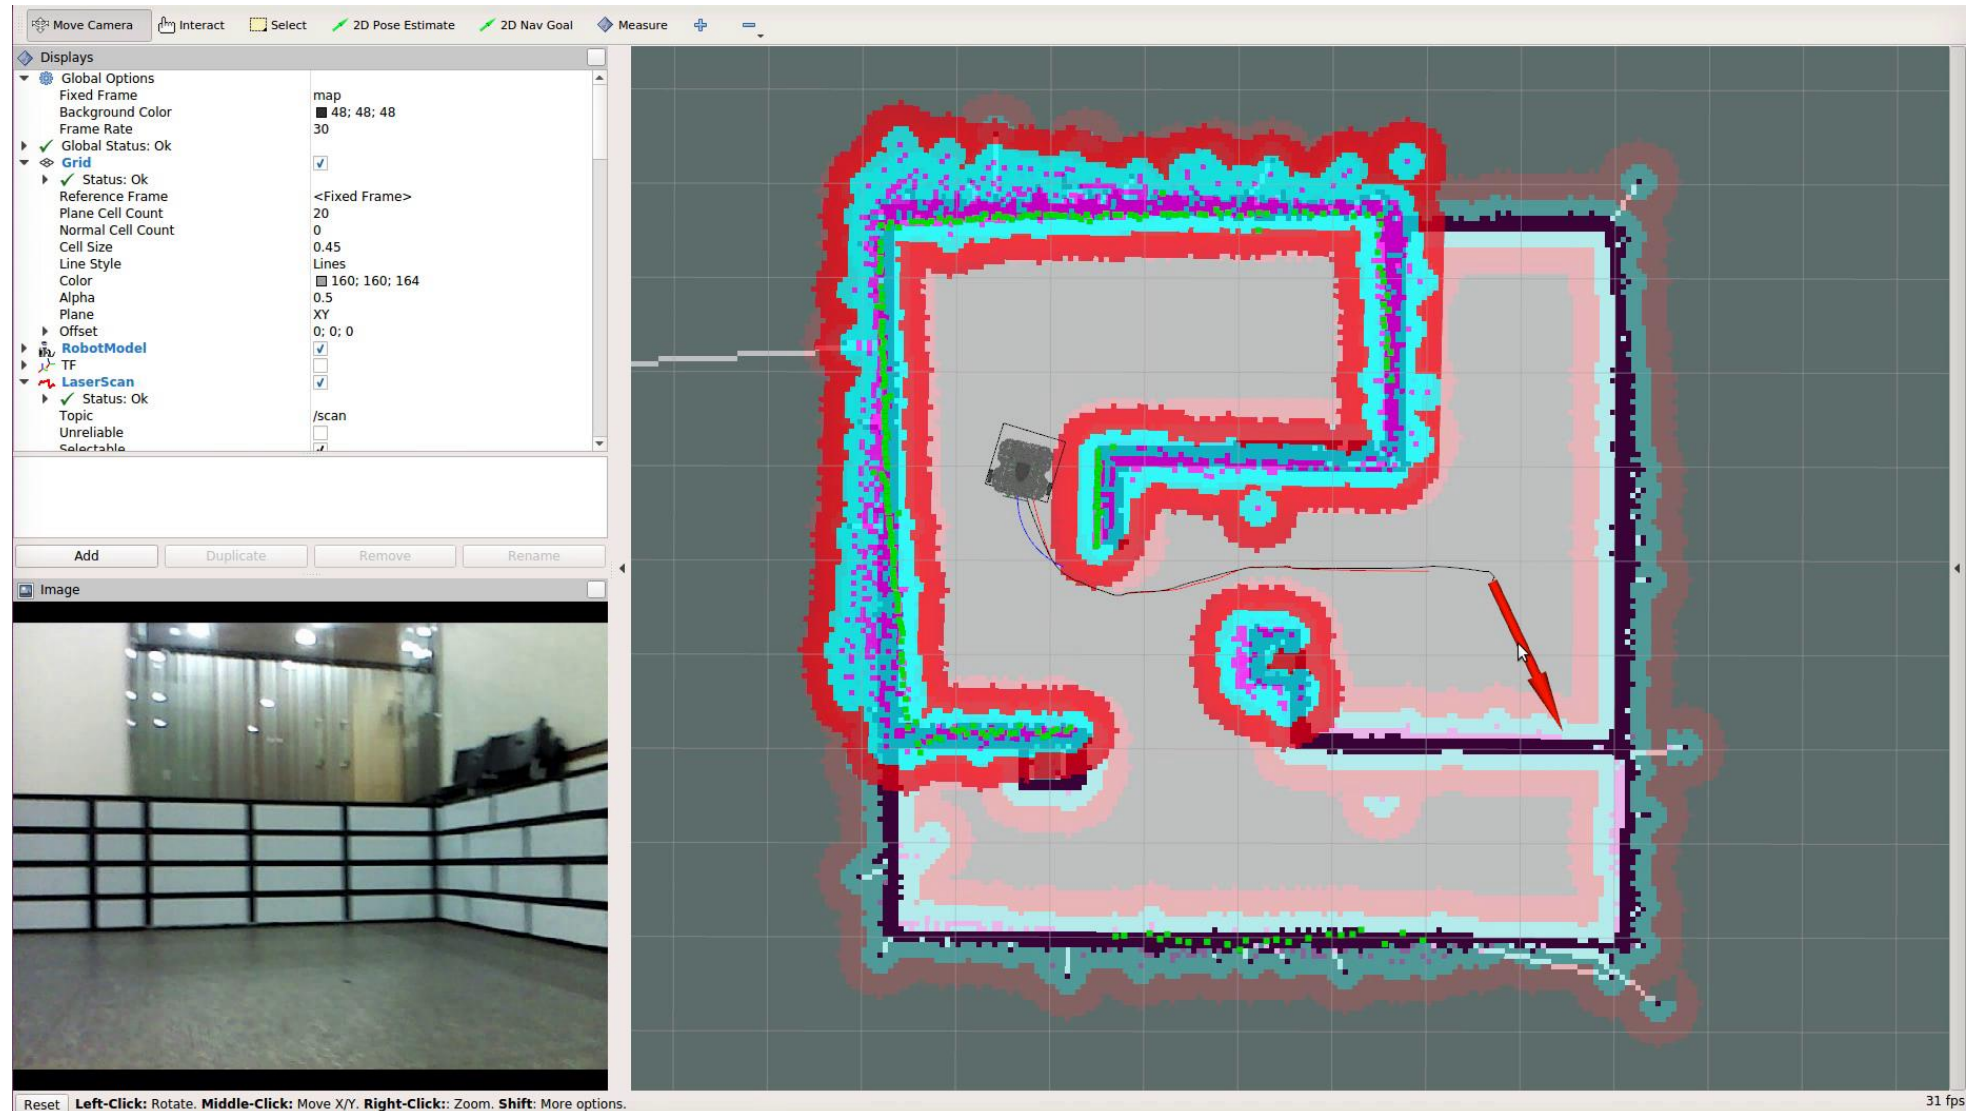 Move Camera Interact Select 2D Pose Estimate 2D Nav Goal Measure
Displays
Global Options
Fixed Frame map
Background Color 48; 48; 48
Frame Rate 30
Global Status: Ok
Grid
Status: Ok
Reference Frame <Fixed Frame>
Plane Cell Count 20
Normal Cell Count 0
Cell Size 0.45
Line Style Lines
Color 160; 160; 164
Alpha 0.5
Plane XY
Offset 0; 0; 0
RobotModel
TF
LaserScan
Status: Ok
Topic /scan
Unreliable
Selectable
Add Duplicate Remove Rename
Image
Reset Left-Click: Rotate. Middle-Click: Move X/Y. Right-Click:: Zoom. Shift: More options. 31 fps